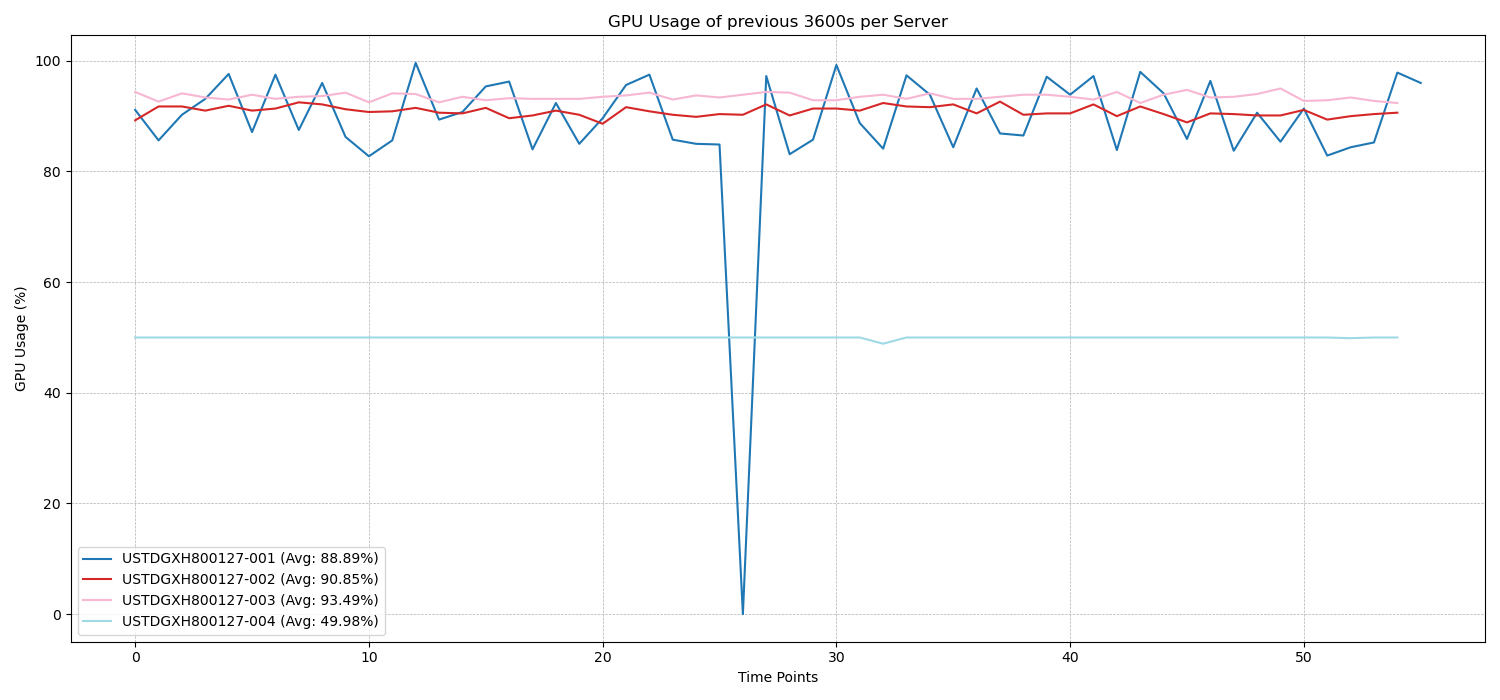 GPU Usage of previous 3600s per Server
GPU Usage (%)
100
80
60
40
20
0
USTDGXH800127-001 (Avg: 88.89%)
USTDGXH800127-002 (Avg: 90.85%)
USTDGXH800127-003 (Avg: 93.49%)
USTDGXH800127-004 (Avg: 49.98%)
0 10 20 30 40 50
Time Points